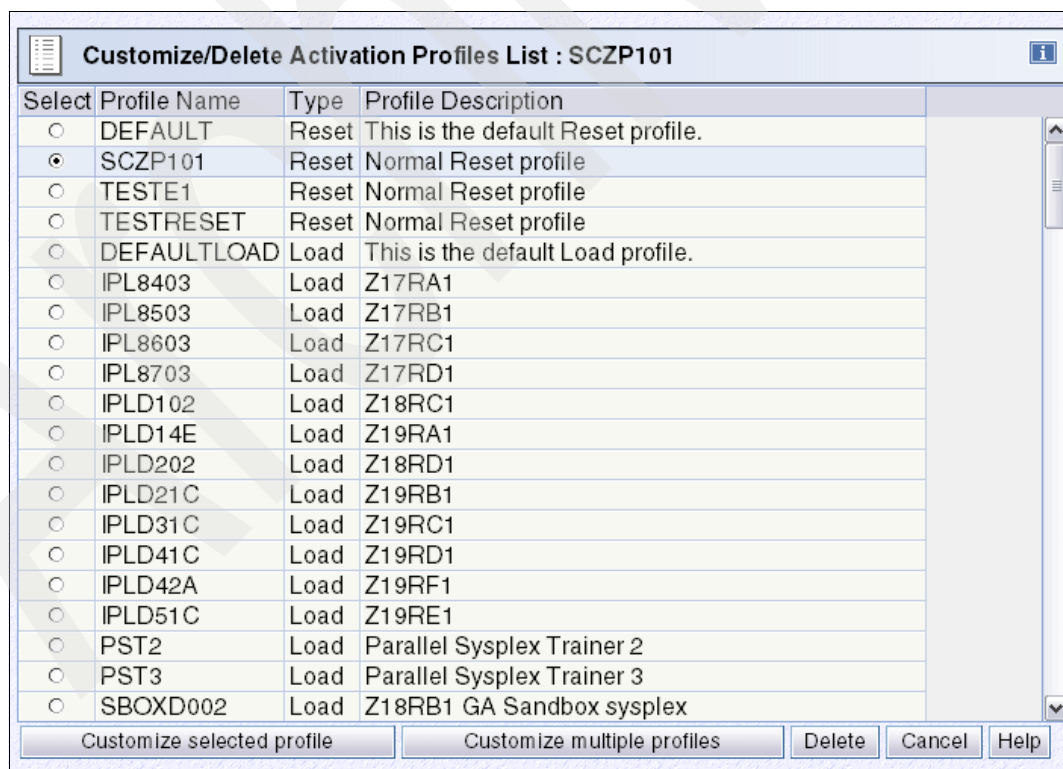 Customize/Delete Activation Profiles List : SCZP101
Select Profile Name Type Profile Description
DEFAULT Reset This is the default Reset profile.
SCZP101 Reset Normal Reset profile
TESTE1 Reset Normal Reset profile
TESTRESET Reset Normal Reset profile
DEFAULTLOAD Load This is the default Load profile.
IPL8403 Load Z17RA1
IPL8503 Load Z17RB1
IPL8603 Load Z17RC1
IPL8703 Load Z17RD1
IPLD102 Load Z18RC1
IPLD14E Load Z19RA1
IPLD202 Load Z18RD1
IPLD21C Load Z19RB1
IPLD31C Load Z19RC1
IPLD41C Load Z19RD1
IPLD42A Load Z19RF1
IPLD51C Load Z19RE1
PST2 Load Parallel Sysplex Trainer 2
PST3 Load Parallel Sysplex Trainer 3
SBOXD002 Load Z18RB1 GA Sandbox sysplex
Customize selected profile Customize multiple profiles Delete Cancel Help